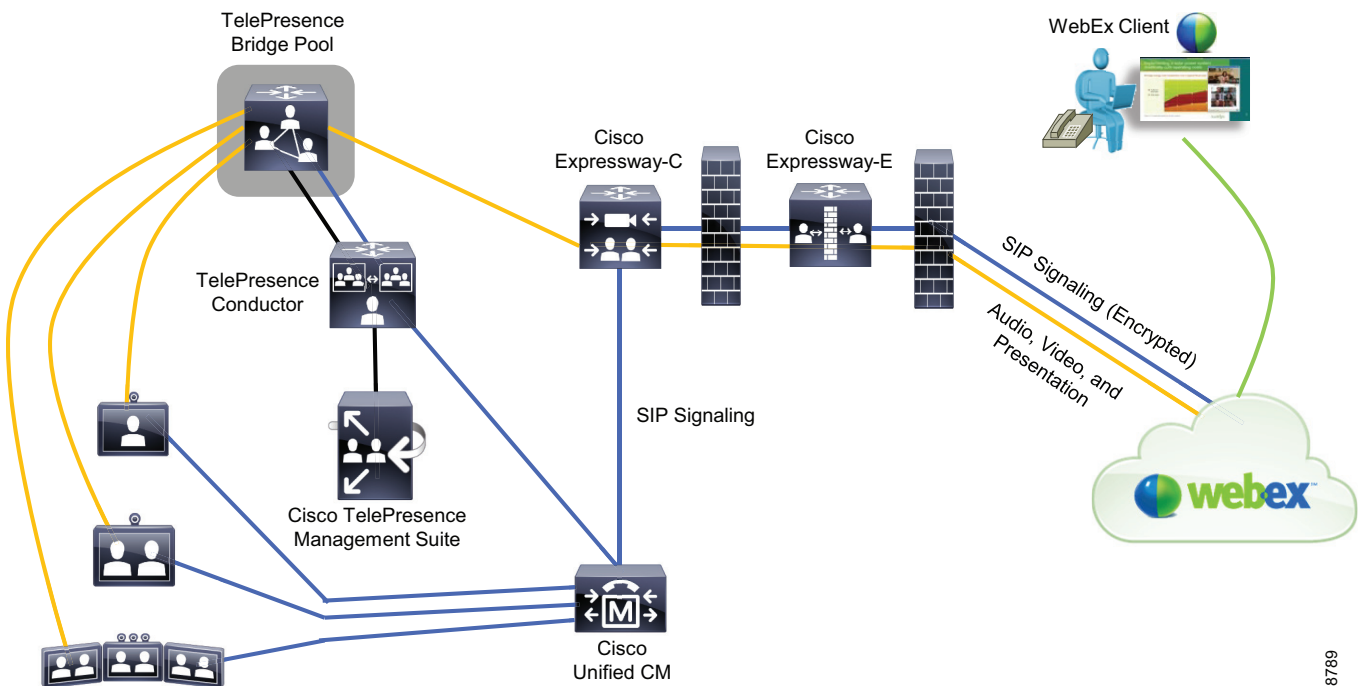 TelePresence
Bridge Pool
WebEx Client
Cisco
Expressway-C
Cisco
Expressway-E
TelePresence
Conductor
SIP Signaling (Encrypted)
Audio, Video, and
Presentation
SIP Signaling
webex™
Cisco TelePresence
Management Suite
M
Cisco
Unified CM
8789